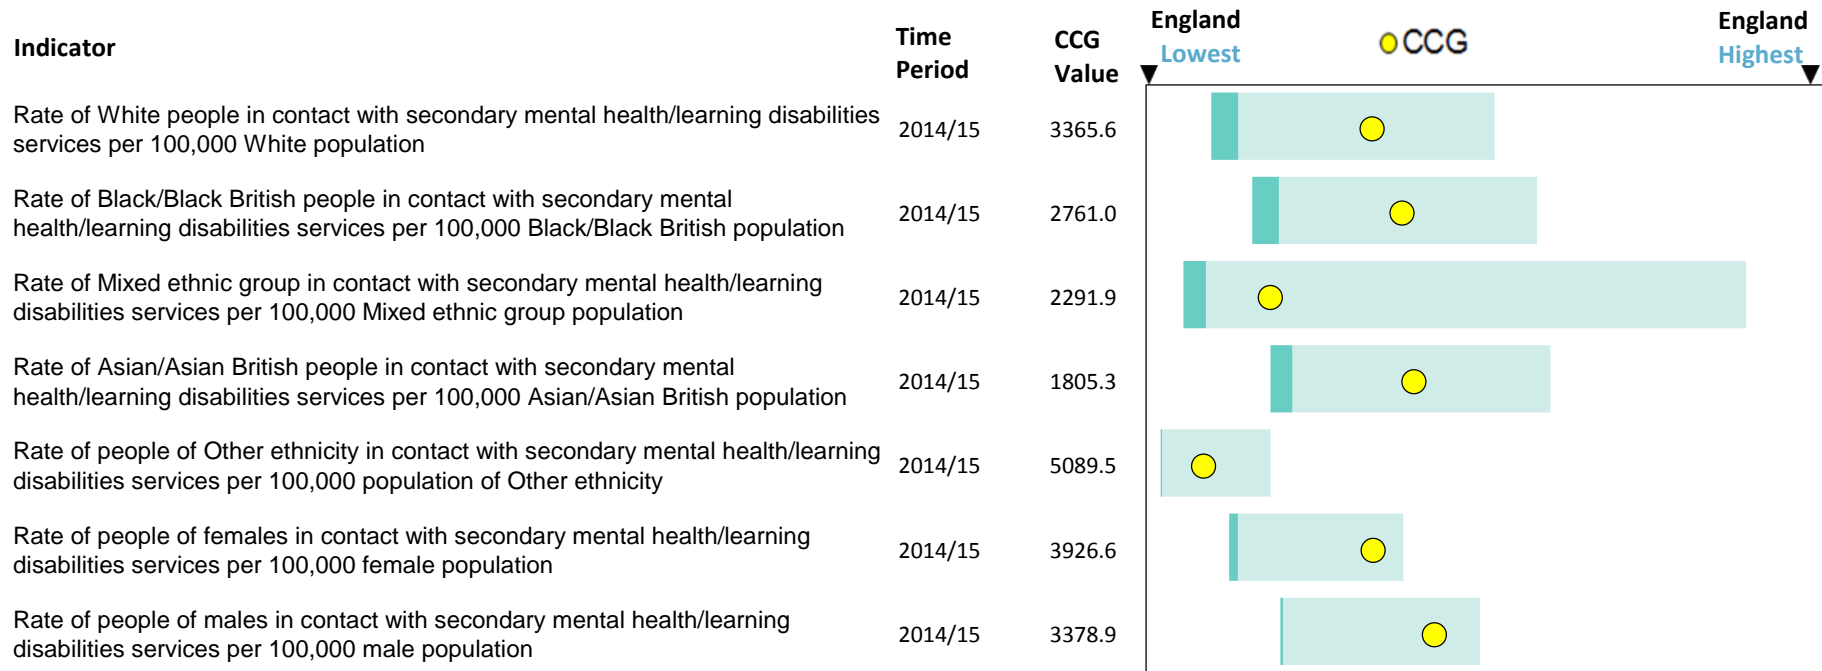 Indicator
Time
Period
CCG
Value
England
Lowest
CCG
England
Highest
Rate of White people in contact with secondary mental health/learning disabilities
services per 100,000 White population
2014/15
3365.6
Rate of Black/Black British people in contact with secondary mental
health/learning disabilities services per 100,000 Black/Black British population
2014/15
2761.0
Rate of Mixed ethnic group in contact with secondary mental health/learning
disabilities services per 100,000 Mixed ethnic group population
2014/15
2291.9
Rate of Asian/Asian British people in contact with secondary mental
health/learning disabilities services per 100,000 Asian/Asian British population
2014/15
1805.3
Rate of people of Other ethnicity in contact with secondary mental health/learning
disabilities services per 100,000 population of Other ethnicity
2014/15
5089.5
Rate of people of females in contact with secondary mental health/learning
disabilities services per 100,000 female population
2014/15
3926.6
Rate of people of males in contact with secondary mental health/learning
disabilities services per 100,000 male population
2014/15
3378.9